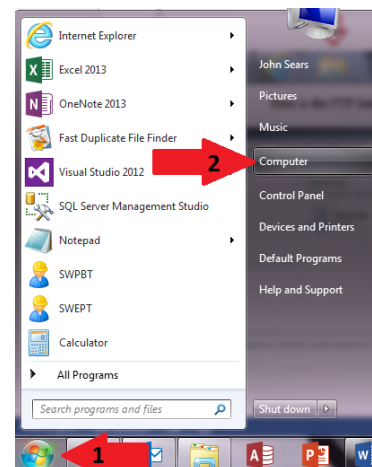 Internet Explorer
Excel 2013
OneNote 2013
Fast Duplicate File Finder
Visual Studio 2012
SQL Server Management Studio
Notepad
SWPBT
SWEPT
Calculator
All Programs
Search programs and files
John Sears
Pictures
Music
2
Computer
Control Panel
Devices and Printers
Default Programs
Help and Support
Shut down
1